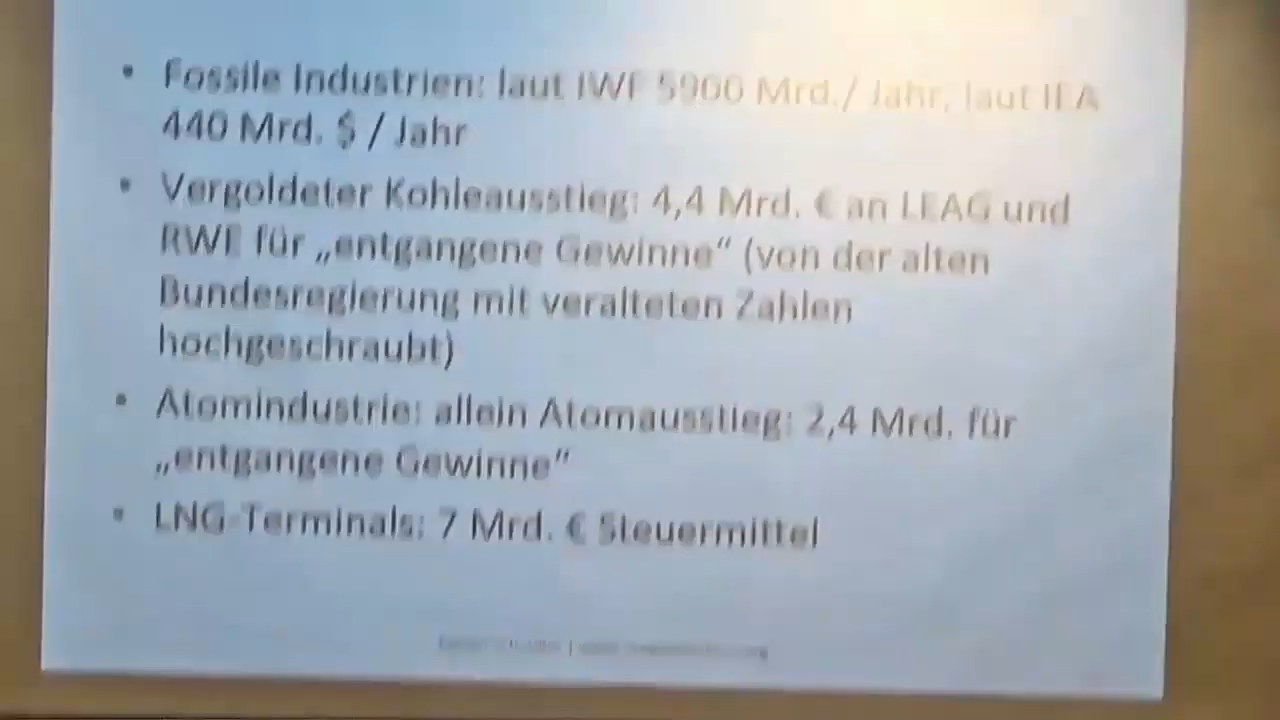 • Fossile Industrien: laut IWF 5900 Mrd./ Jahr, laut IEA
440 Mrd. $ / Jahr
• Vergoldeter Kohleausstieg: 4,4 Mrd. € an LEAG und
RWE für „entgangene Gewinne“ (von der alten
Bundesregierung mit veralteten Zahlen
hochgeschraubt)
• Atomindustrie: allein Atomausstieg: 2,4 Mrd. für
„entgangene Gewinne“
• LNG-Terminals: 7 Mrd. € Steuermittel